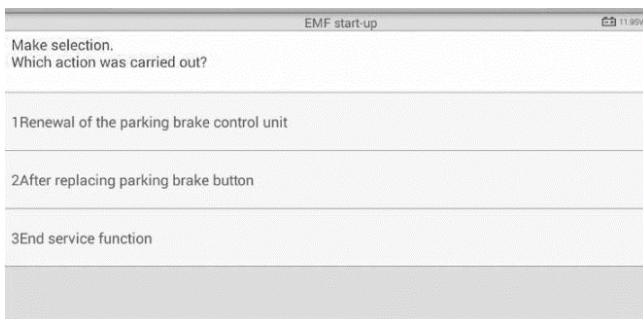 EMF start-up
11.95V
Make selection.
Which action was carried out?
1Renewal of the parking brake control unit
2After replacing parking brake button
3End service function